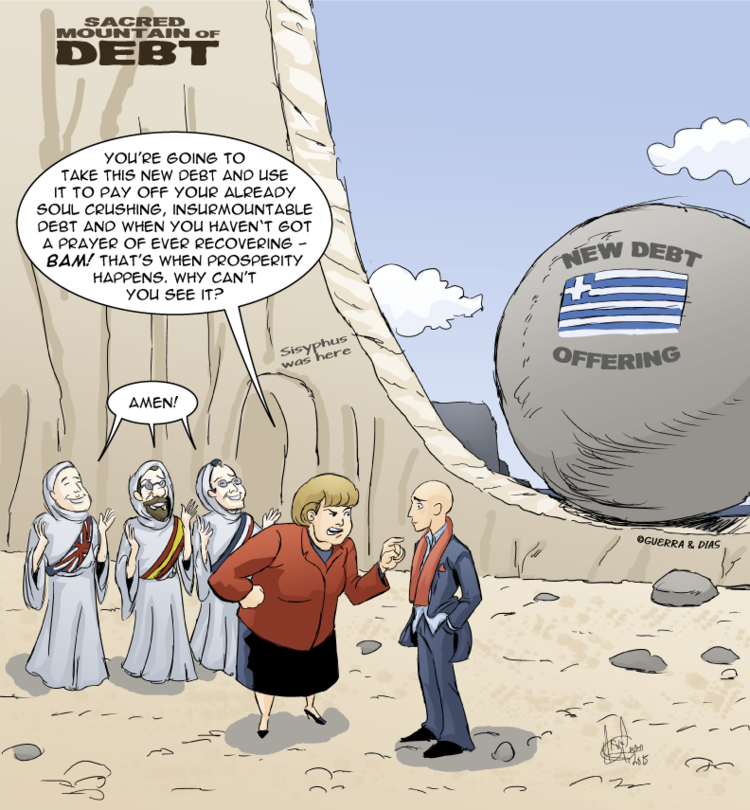 SACRED
MOUNTAIN OF
DEBT
YOU'RE GOING TO
TAKE THIS NEW DEBT AND USE
IT TO PAY OFF YOUR ALREADY
SOUL CRUSHING, INSURMOUNTABLE
DEBT AND WHEN YOU HAVEN'T GOT
A PRAYER OF EVER RECOVERING -
BAM! THAT'S WHEN PROSPERITY
HAPPENS. WHY CAN'T
YOU SEE IT?
NEW DEBT
OFFERING
Sisyphus
was here
AMEN!
©GUERRA & DIAS
2015